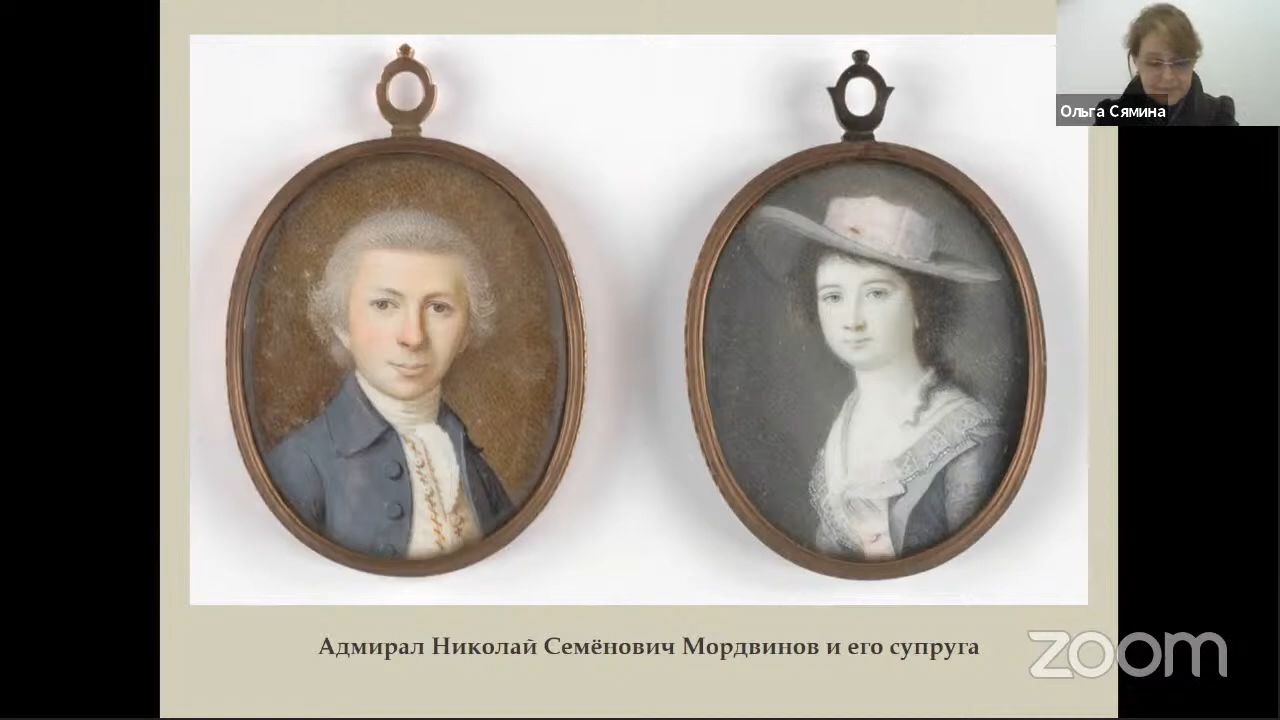 Ольга Сямина
Адмирал Николай Семёнович Мордвинов и его супруга
zoom